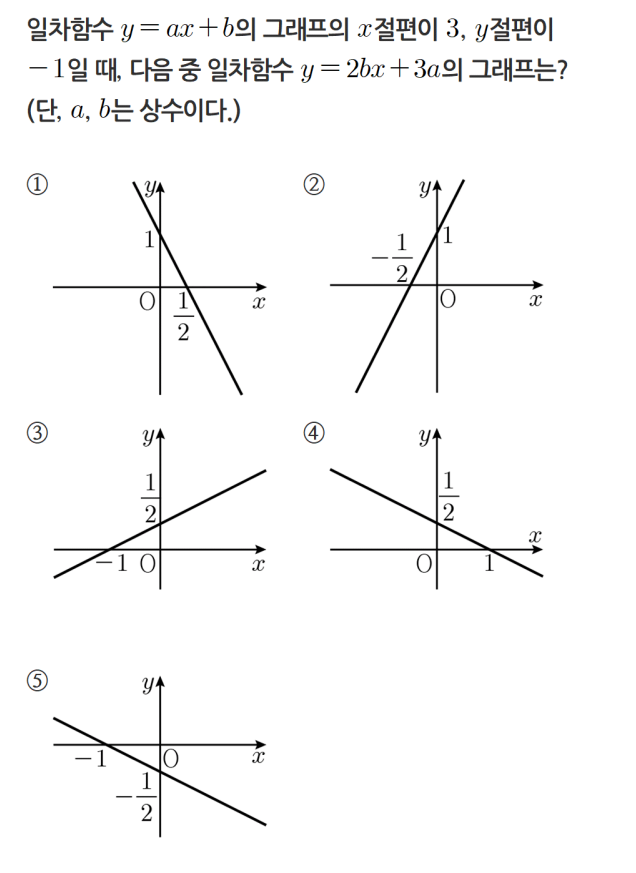 일차함수 y=ax+b의 그래프의 x절편이 3, y절편이
−1일 때, 다음 중 일차함수 y=2bx+3a의 그래프는?
(단, a, b는 상수이다.)
① y 1 O 1/2 x
② y 1 −1/2 O x
③ y 1/2 −1 O x
④ y 1/2 x O 1
⑤ y −1 O x −1/2